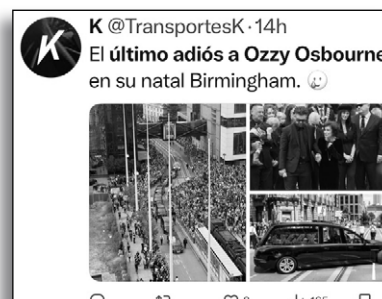 K @TransportesK · 14h
El último adiós a Ozzy Osbourne
en su natal Birmingham.
K